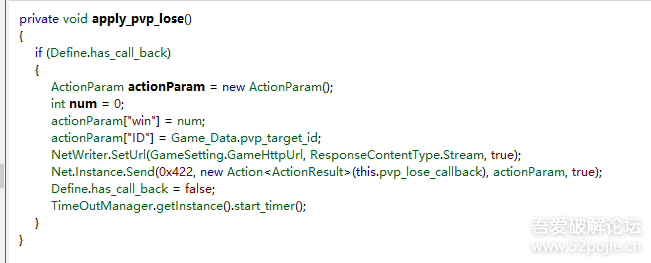 private void apply_pvp_lose()
{
if (Define.has_call_back)
{
ActionParam actionParam = new ActionParam();
int num = 0;
actionParam["win"] = num;
actionParam["ID"] = Game_Data.pvp_target_id;
NetWriter.SetUrl(GameSetting.GameHttpUrl, ResponseContentType.Stream, true);
Net.Instance.Send(0x422, new Action<ActionResult>(this.pvp_lose_callback), actionParam, true);
Define.has_call_back = false;
TimeOutManager.getInstance().start_timer();
}
}
吾爱破解论坛
www.52pojie.cn